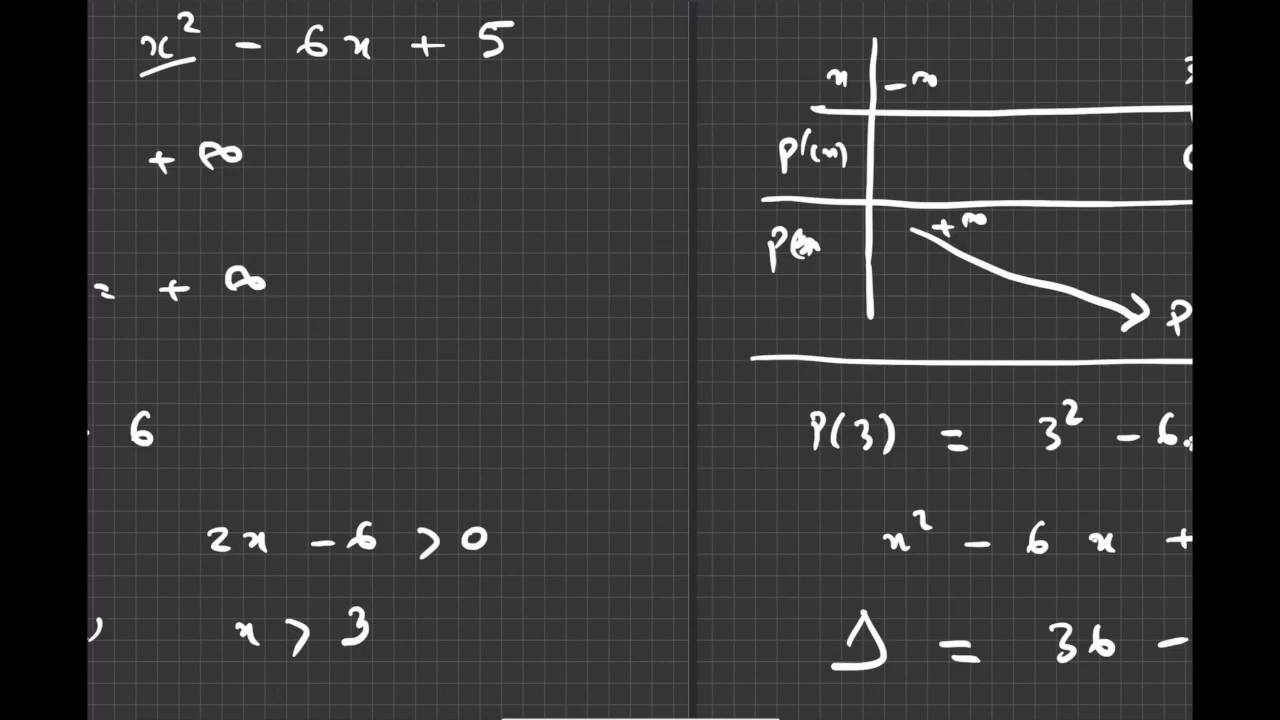 x² - 6x + 5
+ ∞
= + ∞
6
2x - 6 > 0
x > 3
x -∞
P'(x)
P(x +∞
P
P(3) = 3² - 6.
x² - 6x +
Δ = 36 -